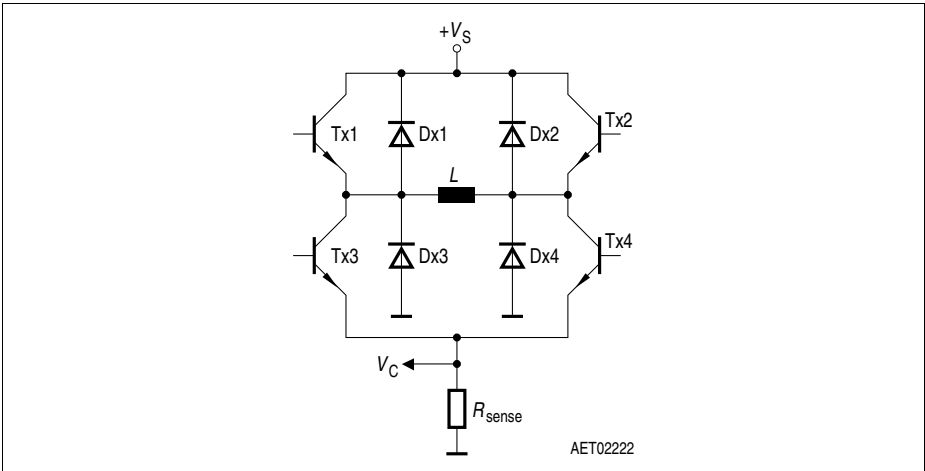 +VS
Tx1
Dx1
Dx2
Tx2
L
Tx3
Dx3
Dx4
Tx4
VC
Rsense
AET02222